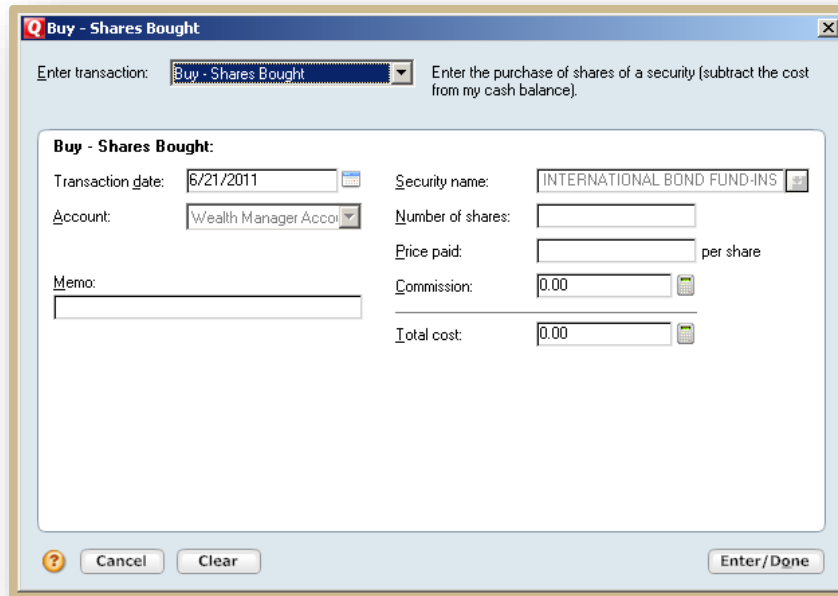 Buy - Shares Bought
Enter transaction: Buy - Shares Bought
Enter the purchase of shares of a security (subtract the cost
from my cash balance).
Buy - Shares Bought:
Transaction date: 6/21/2011
Security name: INTERNATIONAL BOND FUND-INS
Account: Wealth Manager Accou
Number of shares:
Price paid: per share
Memo:
Commission: 0.00
Total cost: 0.00
? Cancel Clear Enter/Done